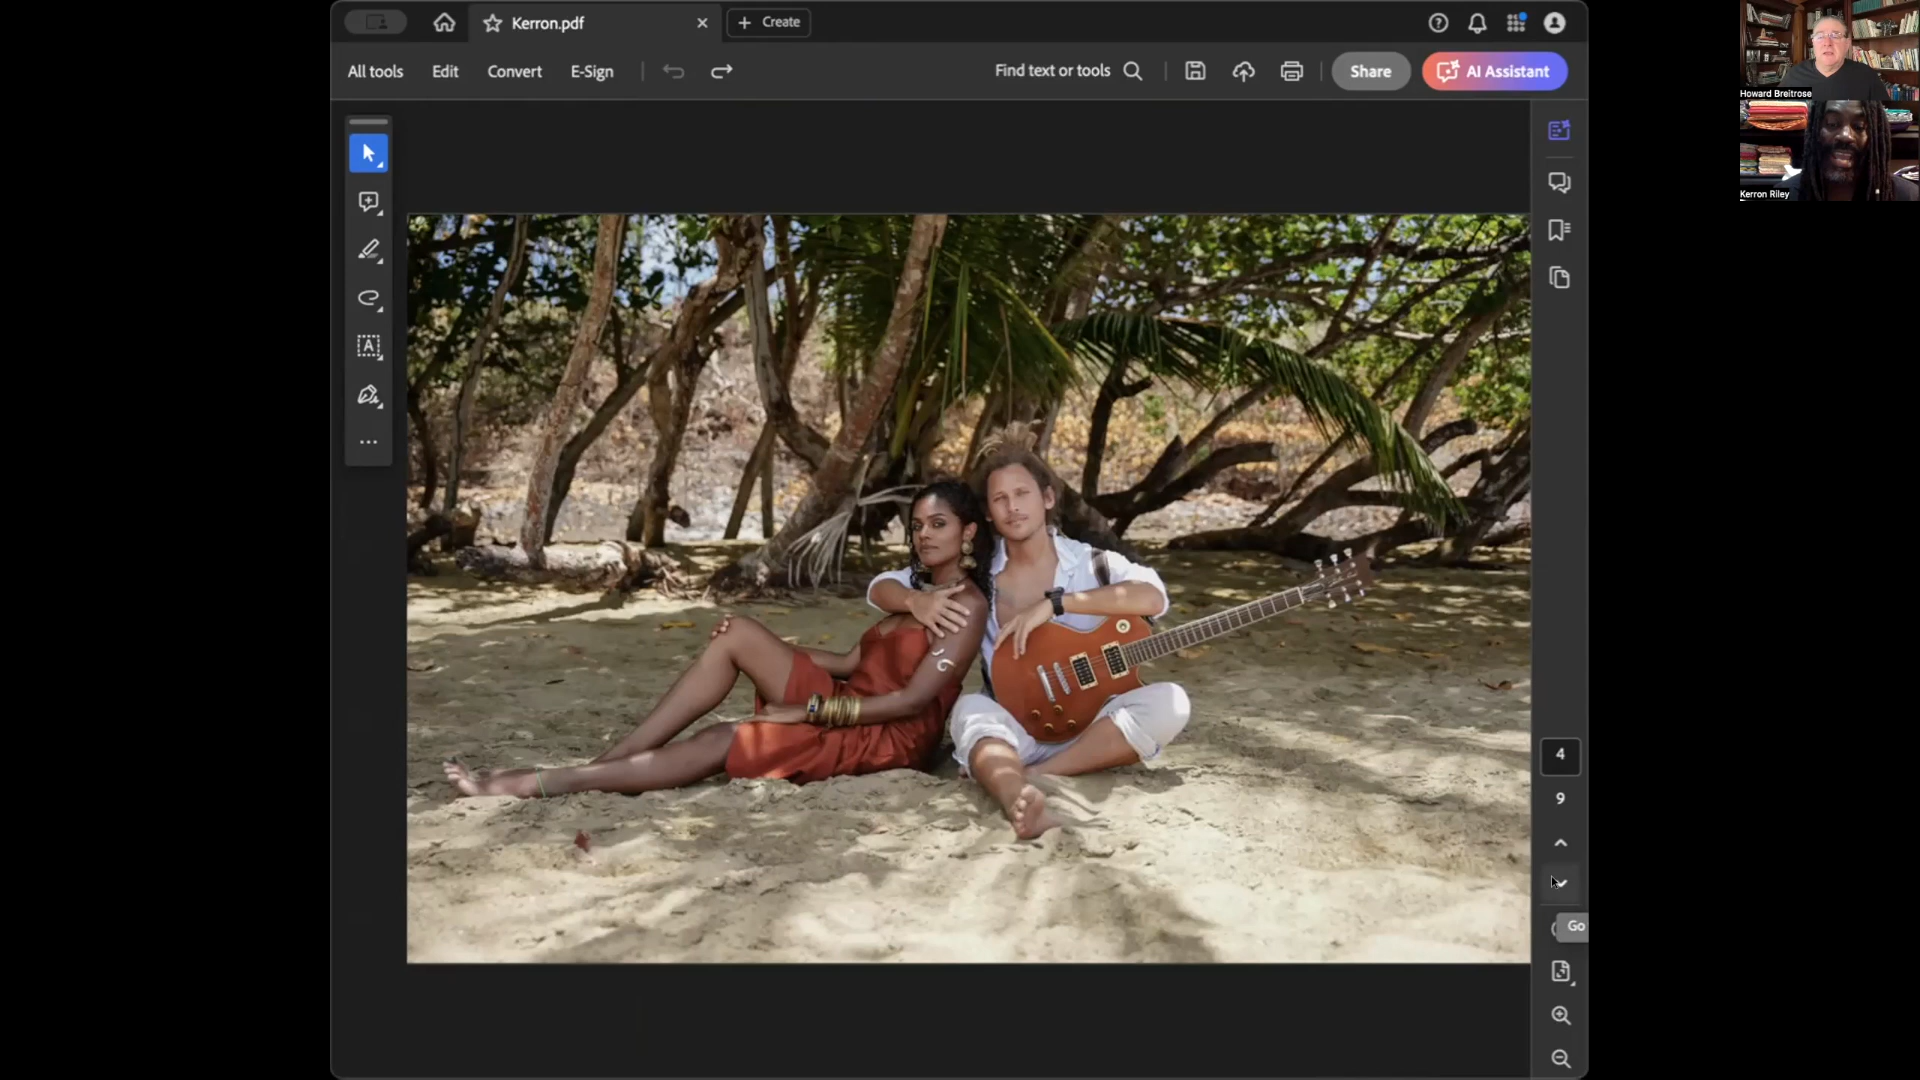 Kerron.pdf
Create
All tools
Edit
Convert
E-Sign
Find text or tools
Share
AI Assistant
Howard Breitrose
Kerron Riley
A
4
9
Go